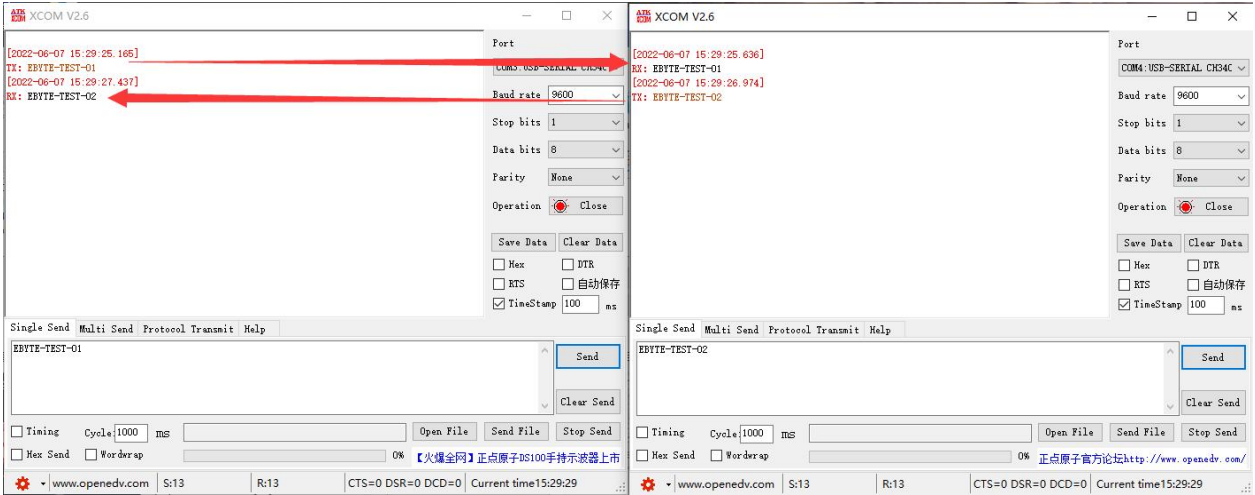 ATK XCOM XCOM V2.6
[2022-06-07 15:29:25.165]
TX: EBYTE-TEST-01
[2022-06-07 15:29:27.437]
RX: EBYTE-TEST-02
Port
COM3:USB-SERIAL CH340
Baud rate 9600
Stop bits 1
Data bits 8
Parity None
Operation Close
Save Data Clear Data
Hex DTR
RTS 自动保存
TimeStamp 100 ms
Single Send Multi Send Protocol Transmit Help
EBYTE-TEST-01
Send
Clear Send
Timing Cycle: 1000 ms Open File Send File Stop Send
Hex Send Wordwrap 0% 【火爆全网】正点原子DS100手持示波器上市
www.openedv.com S:13 R:13 CTS=0 DSR=0 DCD=0 Current time15:29:29
ATK XCOM XCOM V2.6
[2022-06-07 15:29:25.636]
RX: EBYTE-TEST-01
[2022-06-07 15:29:26.974]
TX: EBYTE-TEST-02
Port
COM4:USB-SERIAL CH34C
Baud rate 9600
Stop bits 1
Data bits 8
Parity None
Operation Close
Save Data Clear Data
Hex DTR
RTS 自动保存
TimeStamp 100 ms
Single Send Multi Send Protocol Transmit Help
EBYTE-TEST-02
Send
Clear Send
Timing Cycle: 1000 ms Open File Send File Stop Send
Hex Send Wordwrap 0% 正点原子官方论坛http://www.openedv.com/
www.openedv.com S:13 R:13 CTS=0 DSR=0 DCD=0 Current time15:29:29